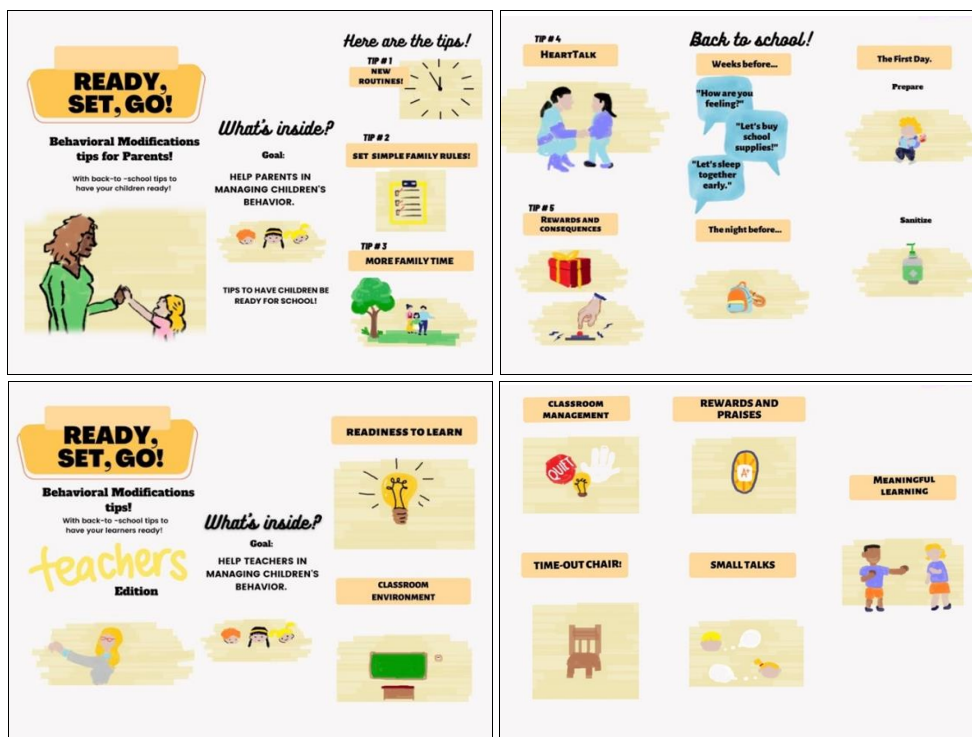 READY,
SET, GO!
Behavioral Modifications
tips for Parents!
With back-to -school tips to
have your children ready!
What's inside?
Goal:
HELP PARENTS IN
MANAGING CHILDREN'S
BEHAVIOR.
TIPS TO HAVE CHILDREN BE
READY FOR SCHOOL!
Here are the tips!
TIP # 1
NEW
ROUTINES!
TIP # 2
SET SIMPLE FAMILY RULES!
TIP # 3
MORE FAMILY TIME
TIP # 4
HEARTTALK
TIP # 5
REWARDS AND
CONSEQUENCES
Back to school!
Weeks before...
"How are you
feeling?"
"Let's buy
school
supplies!"
"Let's sleep
together
early."
The night before...
The First Day.
Prepare
Sanitize
READY,
SET, GO!
Behavioral Modifications
tips!
With back-to -school tips to
have your learners ready!
teachers
Edition
What's inside?
Goal:
HELP TEACHERS IN
MANAGING CHILDREN'S
BEHAVIOR.
READINESS TO LEARN
CLASSROOM
ENVIRONMENT
CLASSROOM
MANAGEMENT
QUIET
TIME-OUT CHAIR!
REWARDS AND
PRAISES
A+
SMALL TALKS
MEANINGFUL
LEARNING